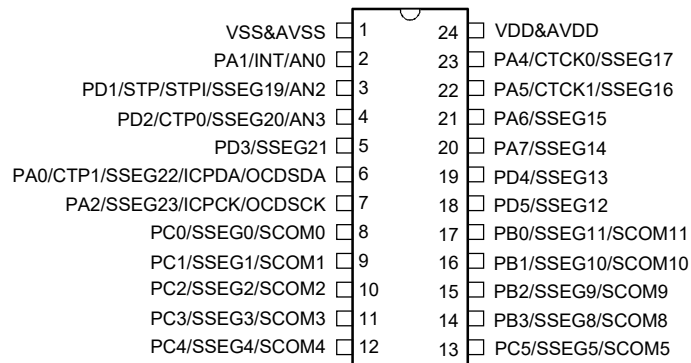 VSS&AVSS 1 24 VDD&AVDD
PA1/INT/AN0 2 23 PA4/CTCK0/SSEG17
PD1/STP/STPI/SSEG19/AN2 3 22 PA5/CTCK1/SSEG16
PD2/CTP0/SSEG20/AN3 4 21 PA6/SSEG15
PD3/SSEG21 5 20 PA7/SSEG14
PA0/CTP1/SSEG22/ICPDA/OCDSDA 6 19 PD4/SSEG13
PA2/SSEG23/ICPCK/OCDSCK 7 18 PD5/SSEG12
PC0/SSEG0/SCOM0 8 17 PB0/SSEG11/SCOM11
PC1/SSEG1/SCOM1 9 16 PB1/SSEG10/SCOM10
PC2/SSEG2/SCOM2 10 15 PB2/SSEG9/SCOM9
PC3/SSEG3/SCOM3 11 14 PB3/SSEG8/SCOM8
PC4/SSEG4/SCOM4 12 13 PC5/SSEG5/SCOM5